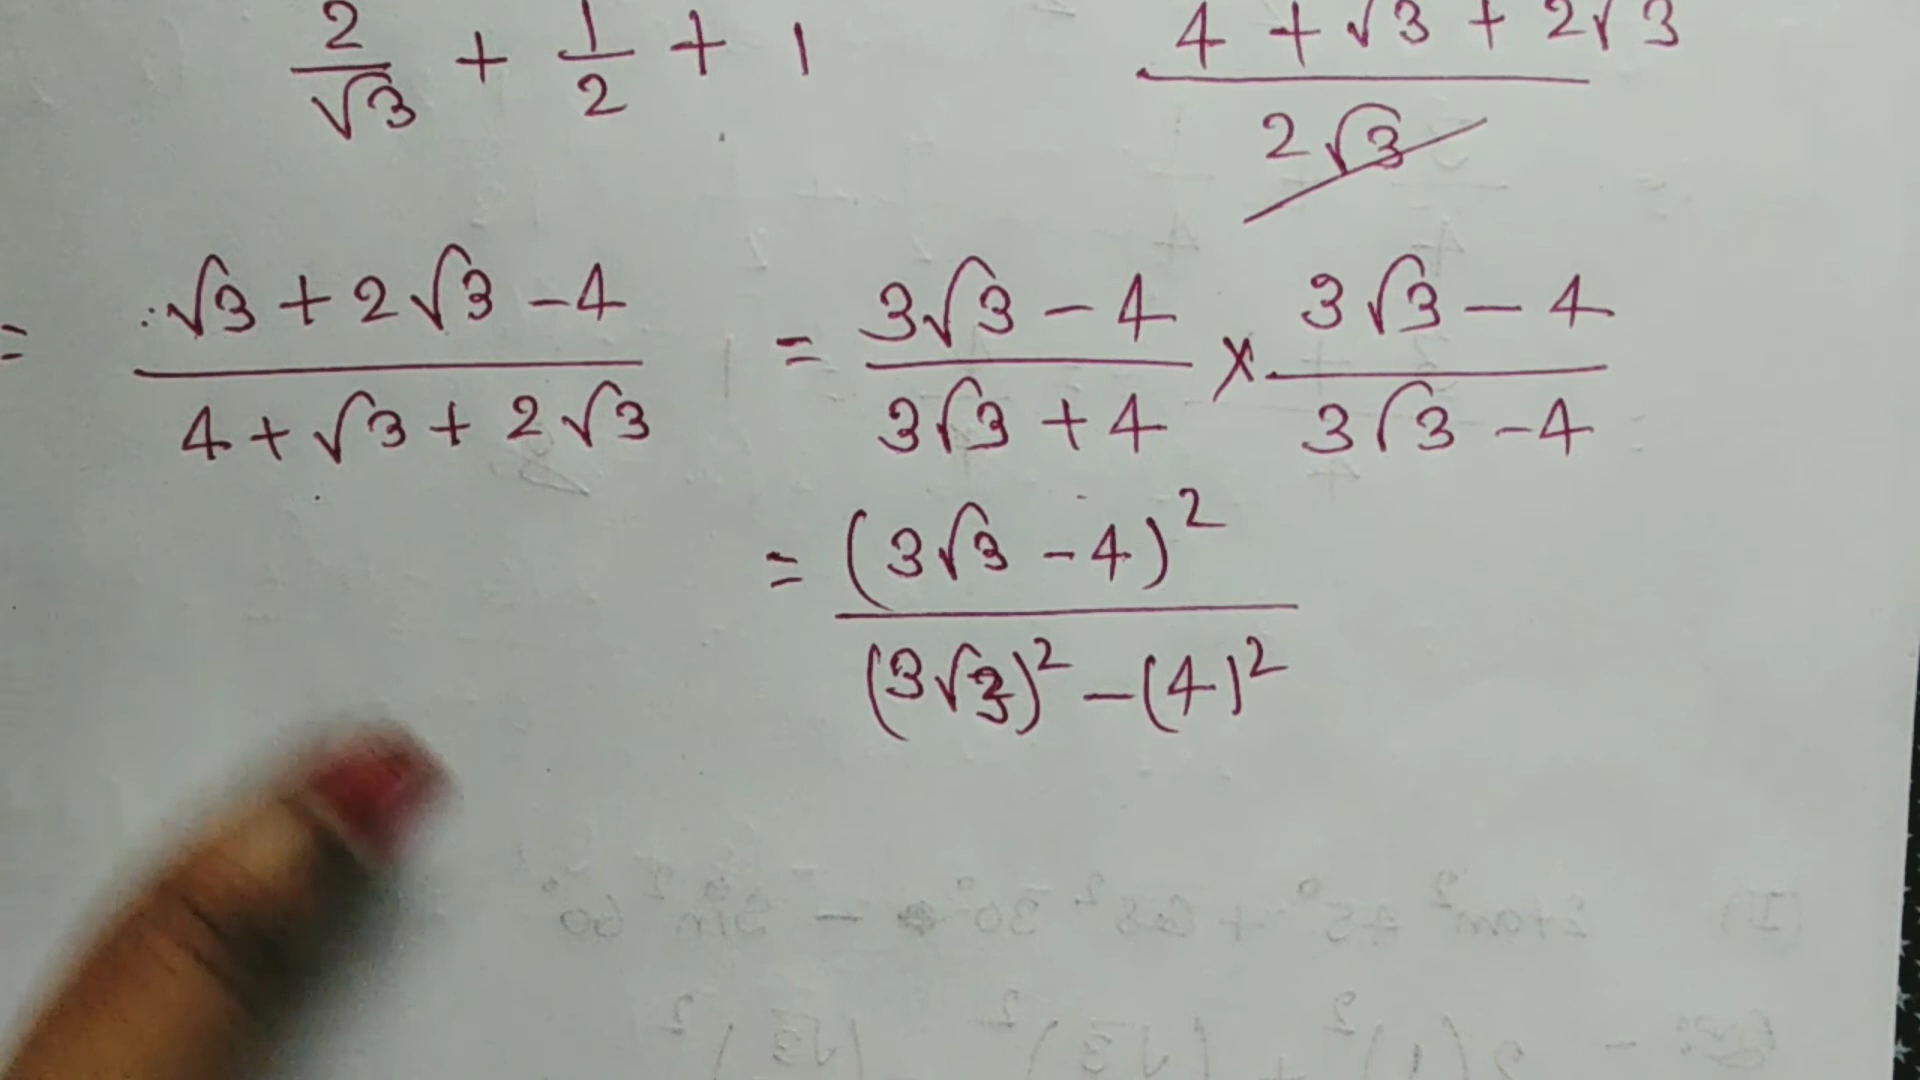 2/√3 + 1/2 + 1    4 + √3 + 2√3 / 2√3
= √3 + 2√3 - 4 / 4 + √3 + 2√3 = 3√3 - 4 / 3√3 + 4 × 3√3 - 4 / 3√3 - 4
= (3√3 - 4)² / (3√3)² - (4)²